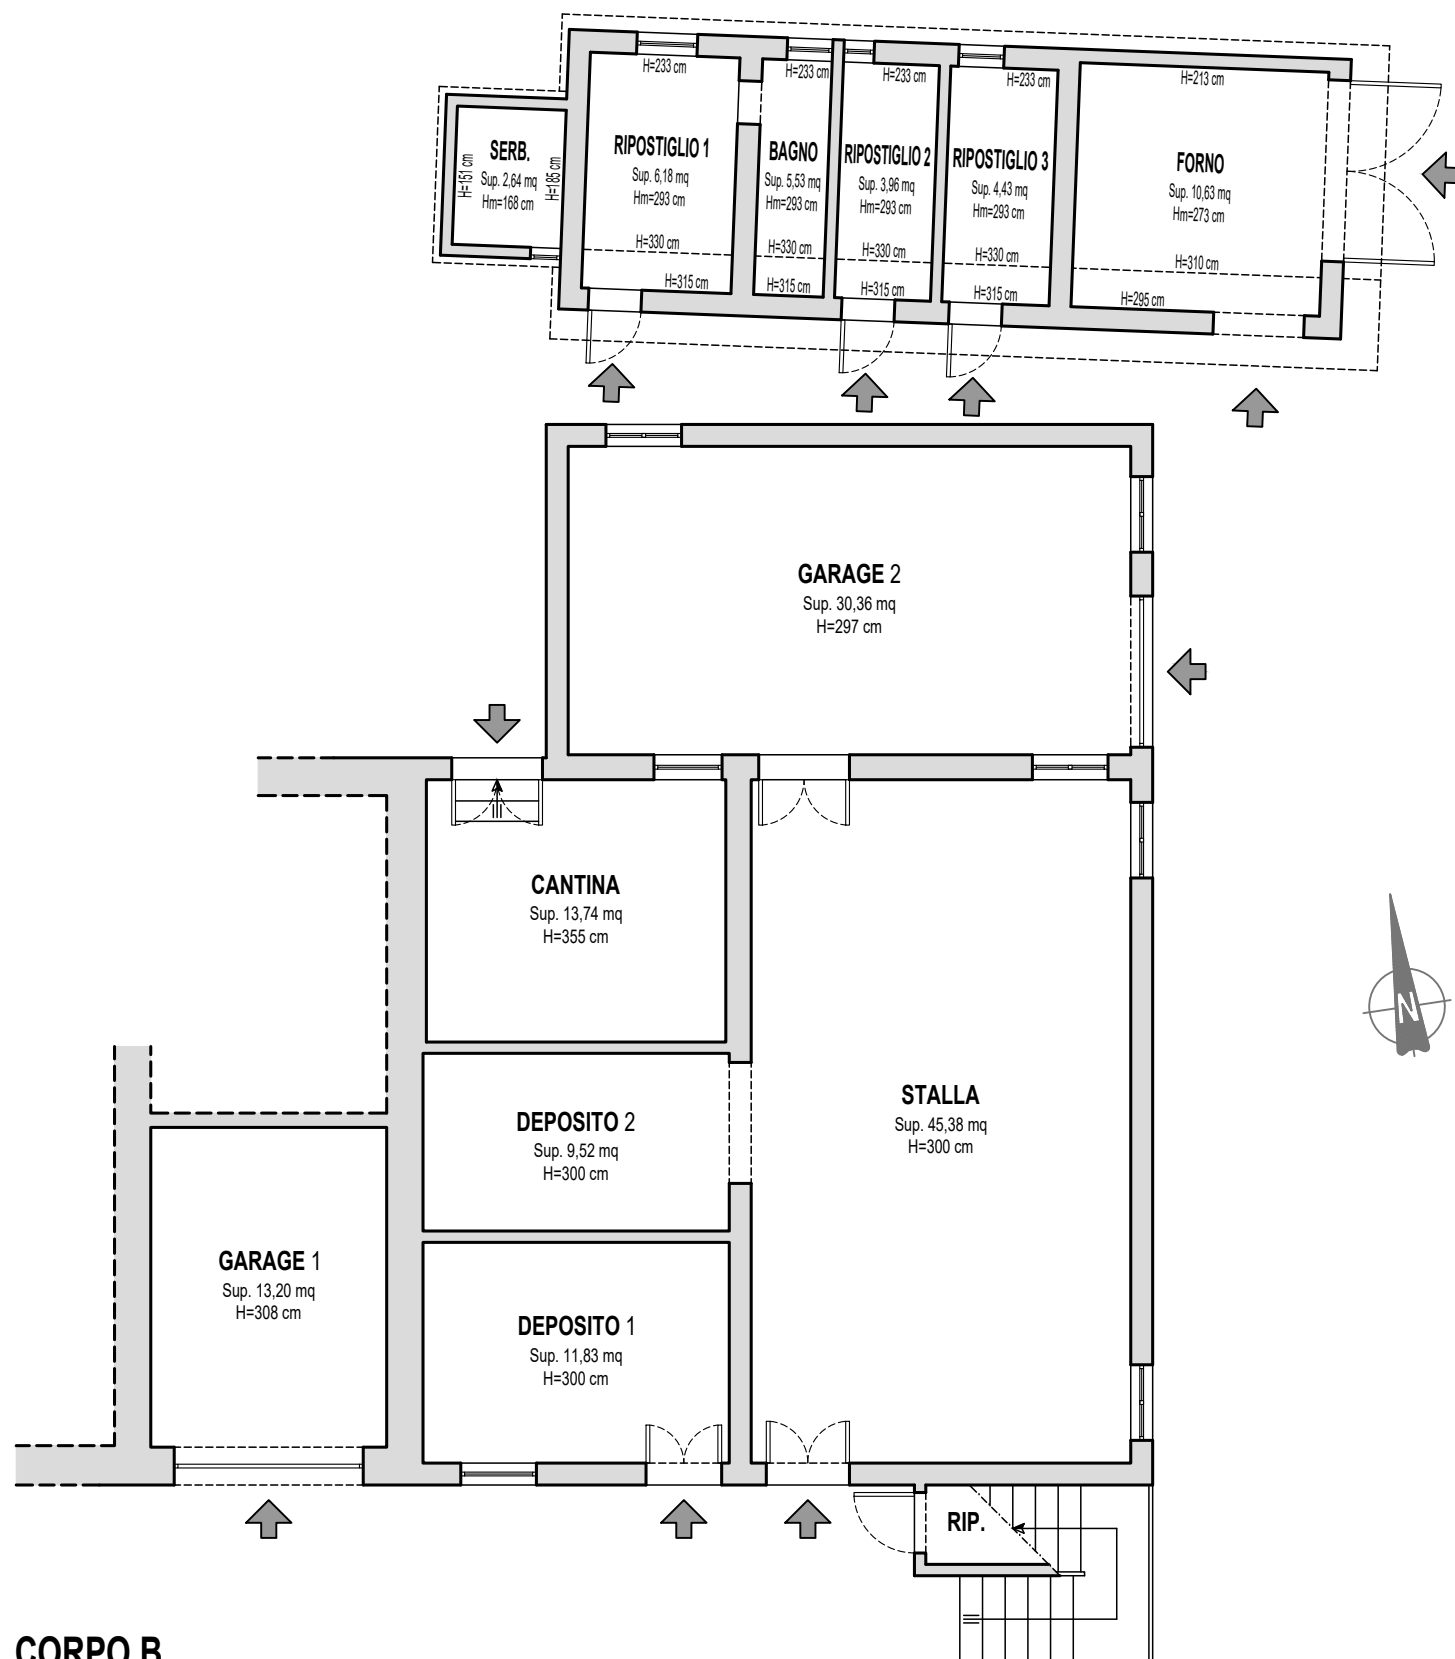 H=233 cm
H=233 cm
H=233 cm
H=233 cm
H=213 cm
SERB.
Sup. 2,64 mq
Hm=168 cm
H=151 cm
H=185 cm
RIPOSTIGLIO 1
Sup. 6,18 mq
Hm=293 cm
H=330 cm
H=315 cm
BAGNO
Sup. 5,53 mq
Hm=293 cm
H=330 cm
H=315 cm
RIPOSTIGLIO 2
Sup. 3,96 mq
Hm=293 cm
H=330 cm
H=315 cm
RIPOSTIGLIO 3
Sup. 4,43 mq
Hm=293 cm
H=330 cm
H=315 cm
FORNO
Sup. 10,63 mq
Hm=273 cm
H=310 cm
H=295 cm
GARAGE 2
Sup. 30,36 mq
H=297 cm
CANTINA
Sup. 13,74 mq
H=355 cm
N
STALLA
Sup. 45,38 mq
H=300 cm
DEPOSITO 2
Sup. 9,52 mq
H=300 cm
GARAGE 1
Sup. 13,20 mq
H=308 cm
DEPOSITO 1
Sup. 11,83 mq
H=300 cm
RIP.
CORPO B